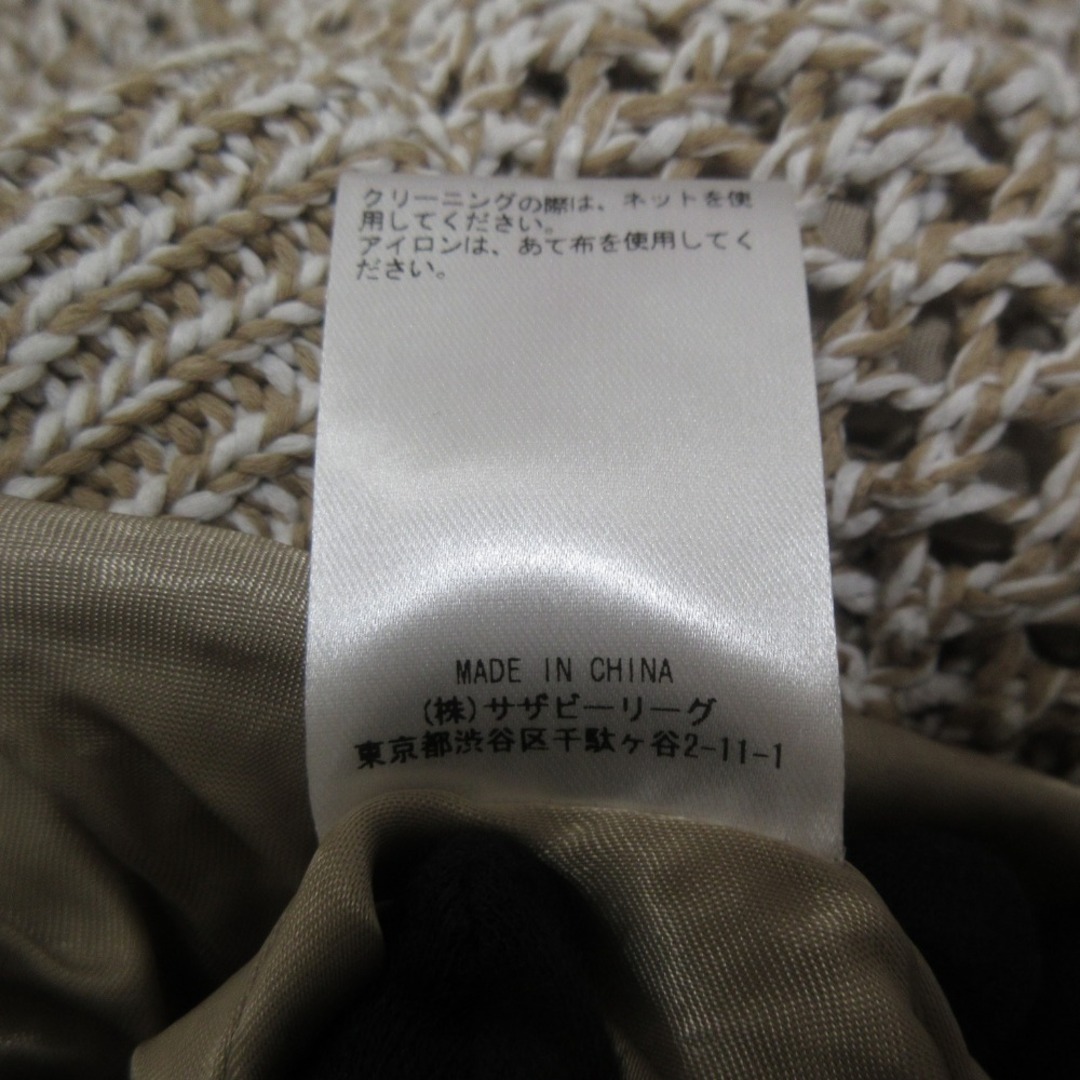 クリーニングの際は、ネットを使
用してください。
アイロンは、あて布を使用してく
ださい。
MADE IN CHINA
(株)サザビーリーグ
東京都渋谷区千駄ヶ谷2-11-1